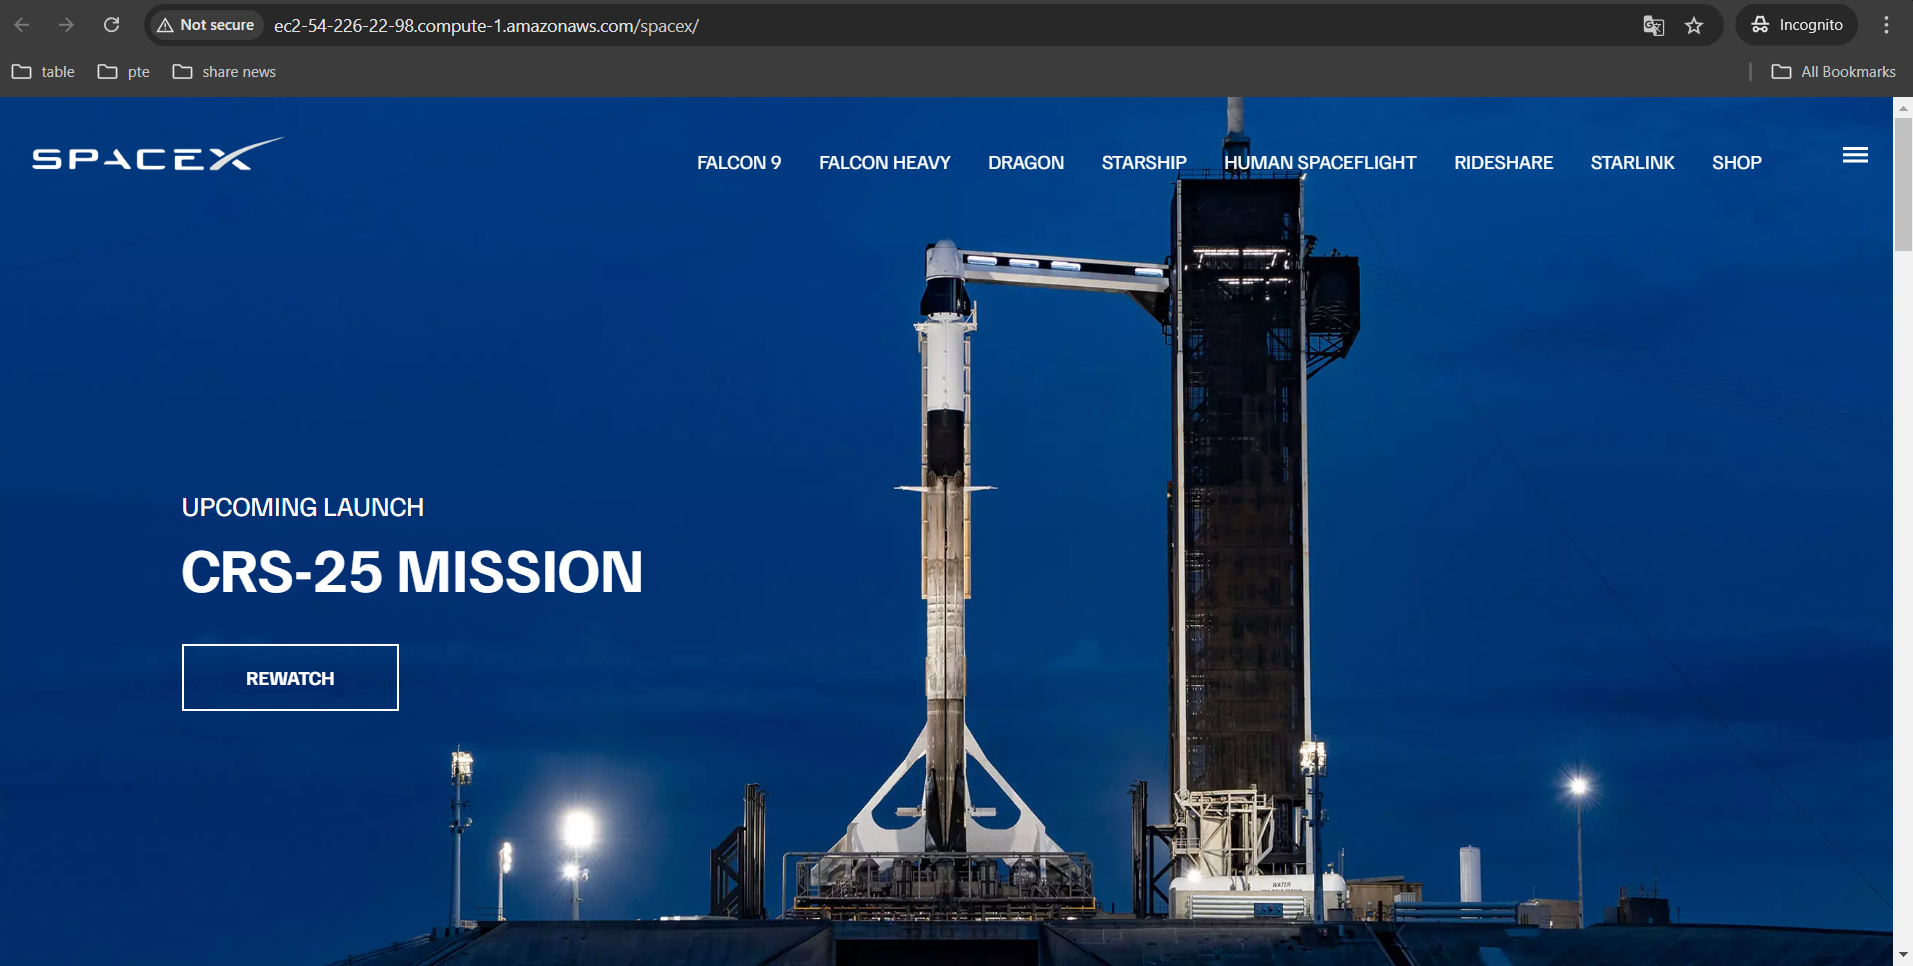 Not secure
ec2-54-226-22-98.compute-1.amazonaws.com/spacex/
Incognito
table
pte
share news
All Bookmarks
SPACEX
FALCON 9
FALCON HEAVY
DRAGON
STARSHIP
HUMAN SPACEFLIGHT
RIDESHARE
STARLINK
SHOP
UPCOMING LAUNCH
CRS-25 MISSION
REWATCH
WATER